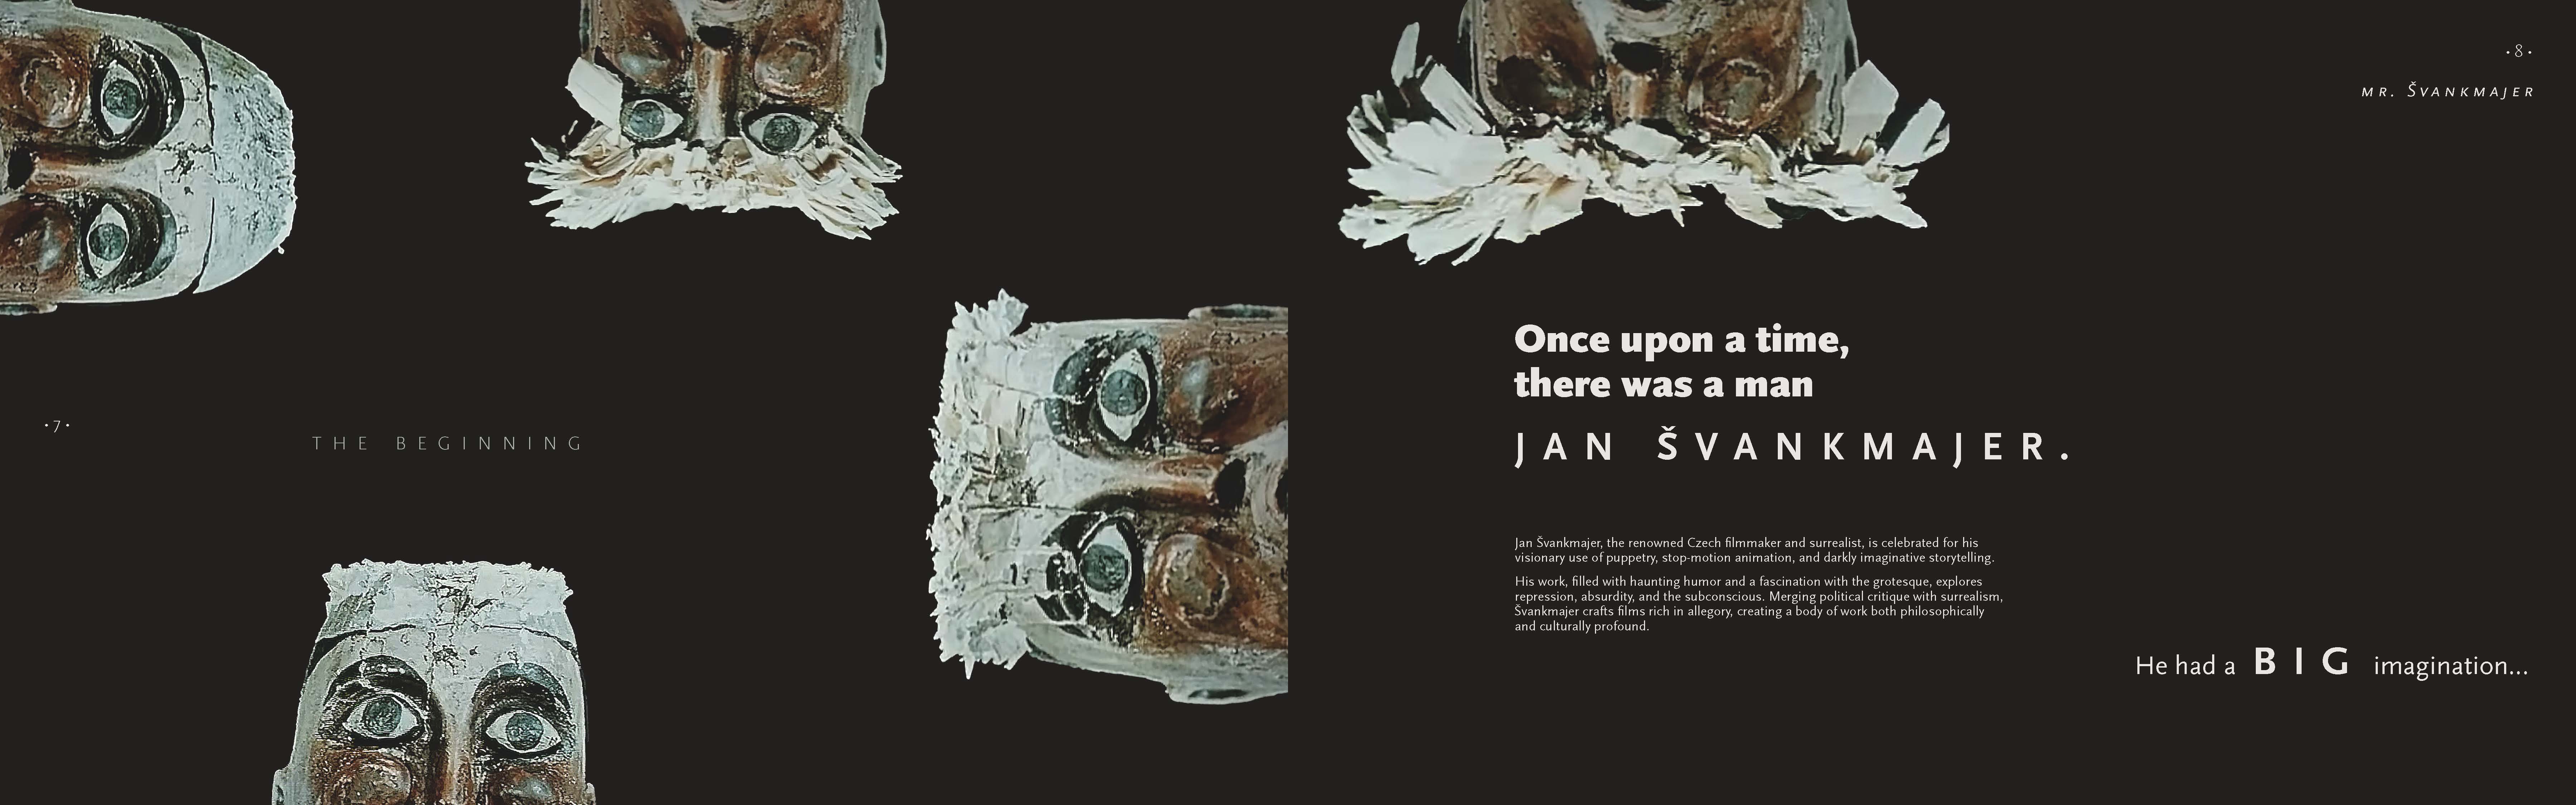 ·7·
THE BEGINNING
·8·
MR. ŠVANKMAJER
Once upon a time,
there was a man
JAN ŠVANKMAJER.
Jan Švankmajer, the renowned Czech filmmaker and surrealist, is celebrated for his
visionary use of puppetry, stop-motion animation, and darkly imaginative storytelling.
His work, filled with haunting humor and a fascination with the grotesque, explores
repression, absurdity, and the subconscious. Merging political critique with surrealism,
Švankmajer crafts films rich in allegory, creating a body of work both philosophically
and culturally profound.
He had a BIG imagination...